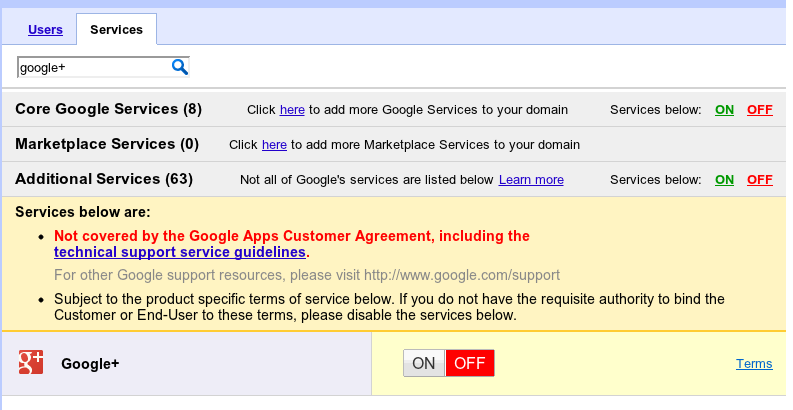 Users Services
google+
Core Google Services (8) Click here to add more Google Services to your domain Services below: ON OFF
Marketplace Services (0) Click here to add more Marketplace Services to your domain
Additional Services (63) Not all of Google's services are listed below Learn more Services below: ON OFF
Services below are:
Not covered by the Google Apps Customer Agreement, including the
technical support service guidelines.
For other Google support resources, please visit http://www.google.com/support
Subject to the product specific terms of service below. If you do not have the requisite authority to bind the
Customer or End-User to these terms, please disable the services below.
g+ Google+ ON OFF Terms